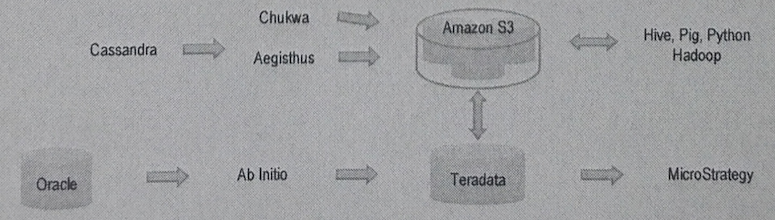 Chukwa
Amazon S3
Cassandra
Aegisthus
Hive, Pig, Python
Hadoop
Oracle
Ab Initio
Teradata
MicroStrategy